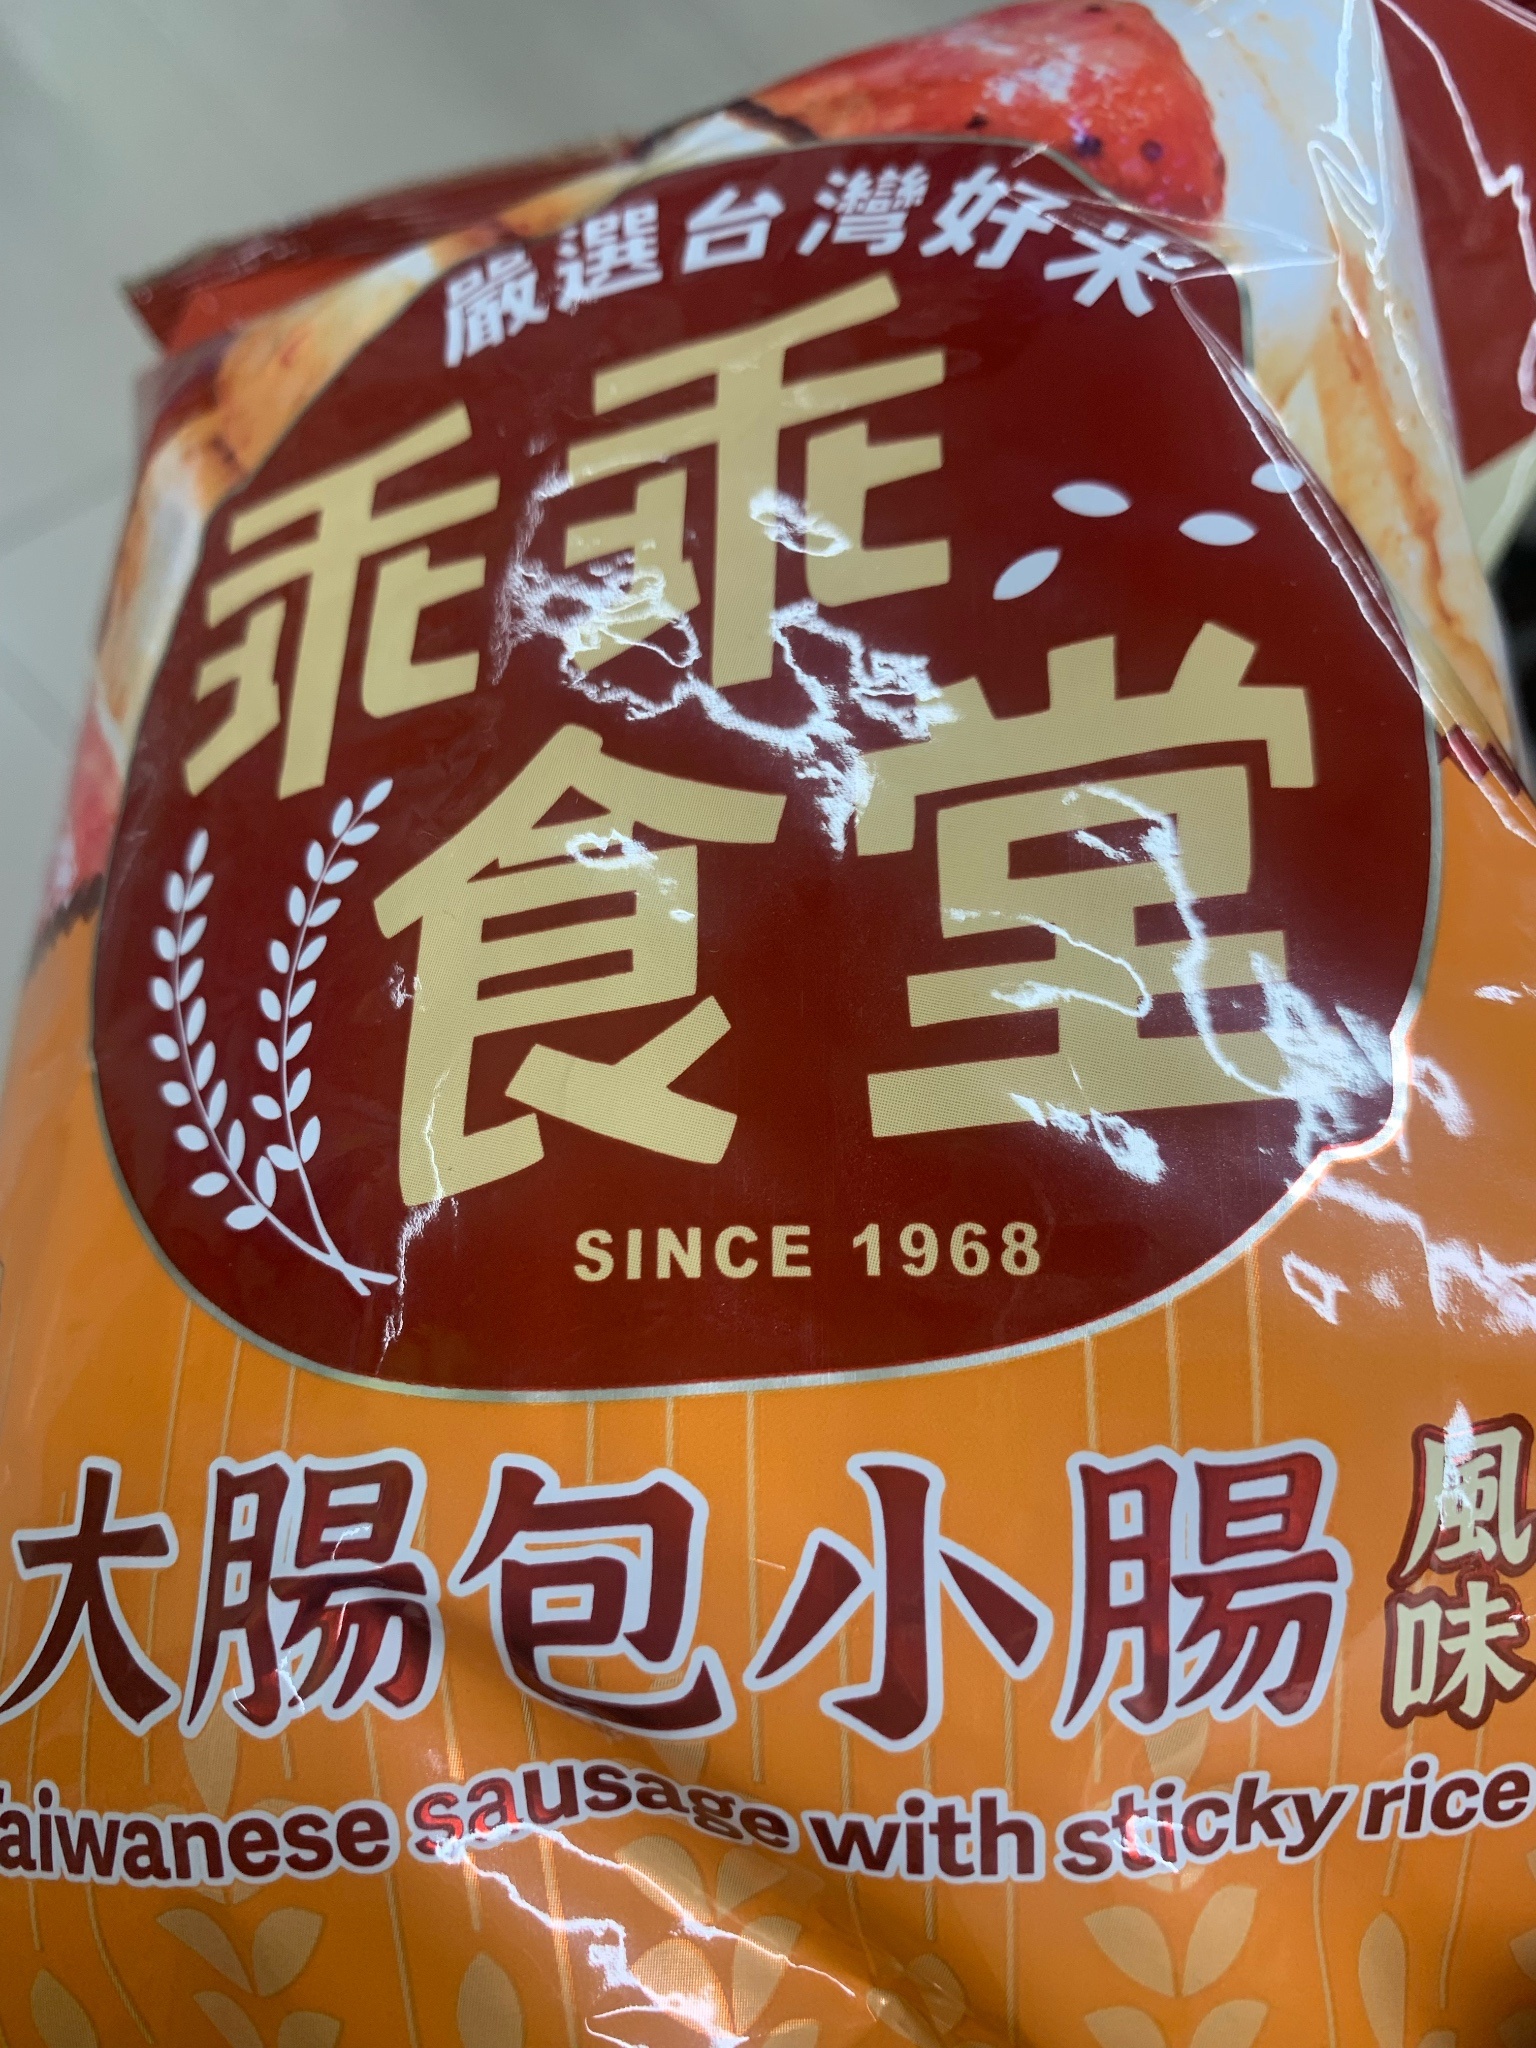 嚴選台灣好米
乖乖
食堂
SINCE 1968
大腸包小腸
風味
Taiwanese sausage with sticky rice